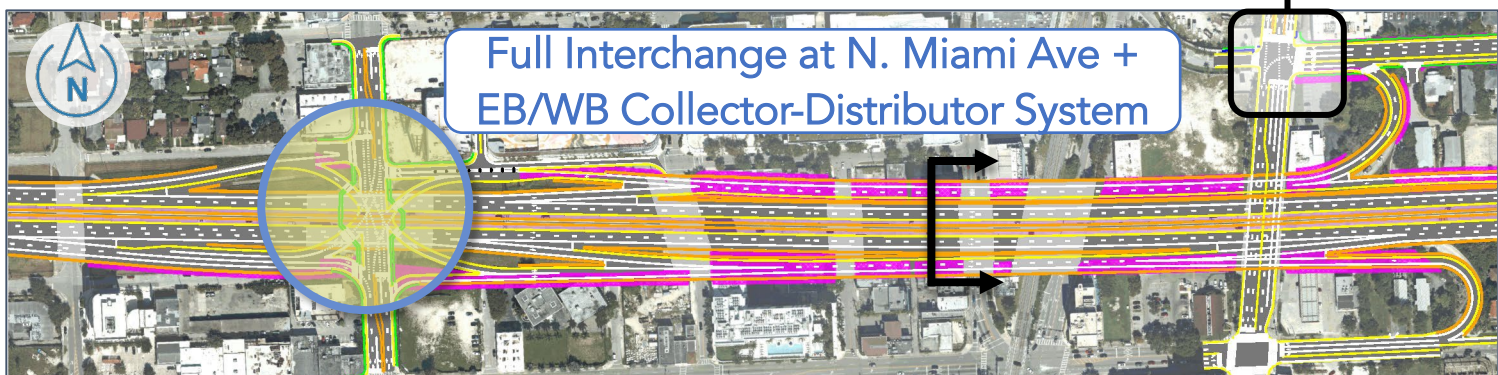 N
Full Interchange at N. Miami Ave +
EB/WB Collector-Distributor System